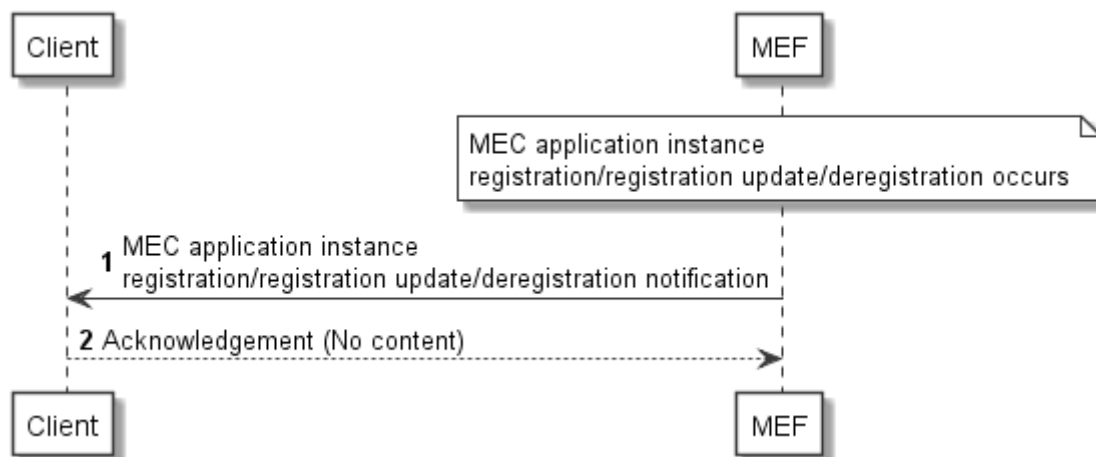 Client
MEF
MEC application instance
registration/registration update/deregistration occurs
1 MEC application instance
registration/registration update/deregistration notification
2 Acknowledgement (No content)
Client
MEF